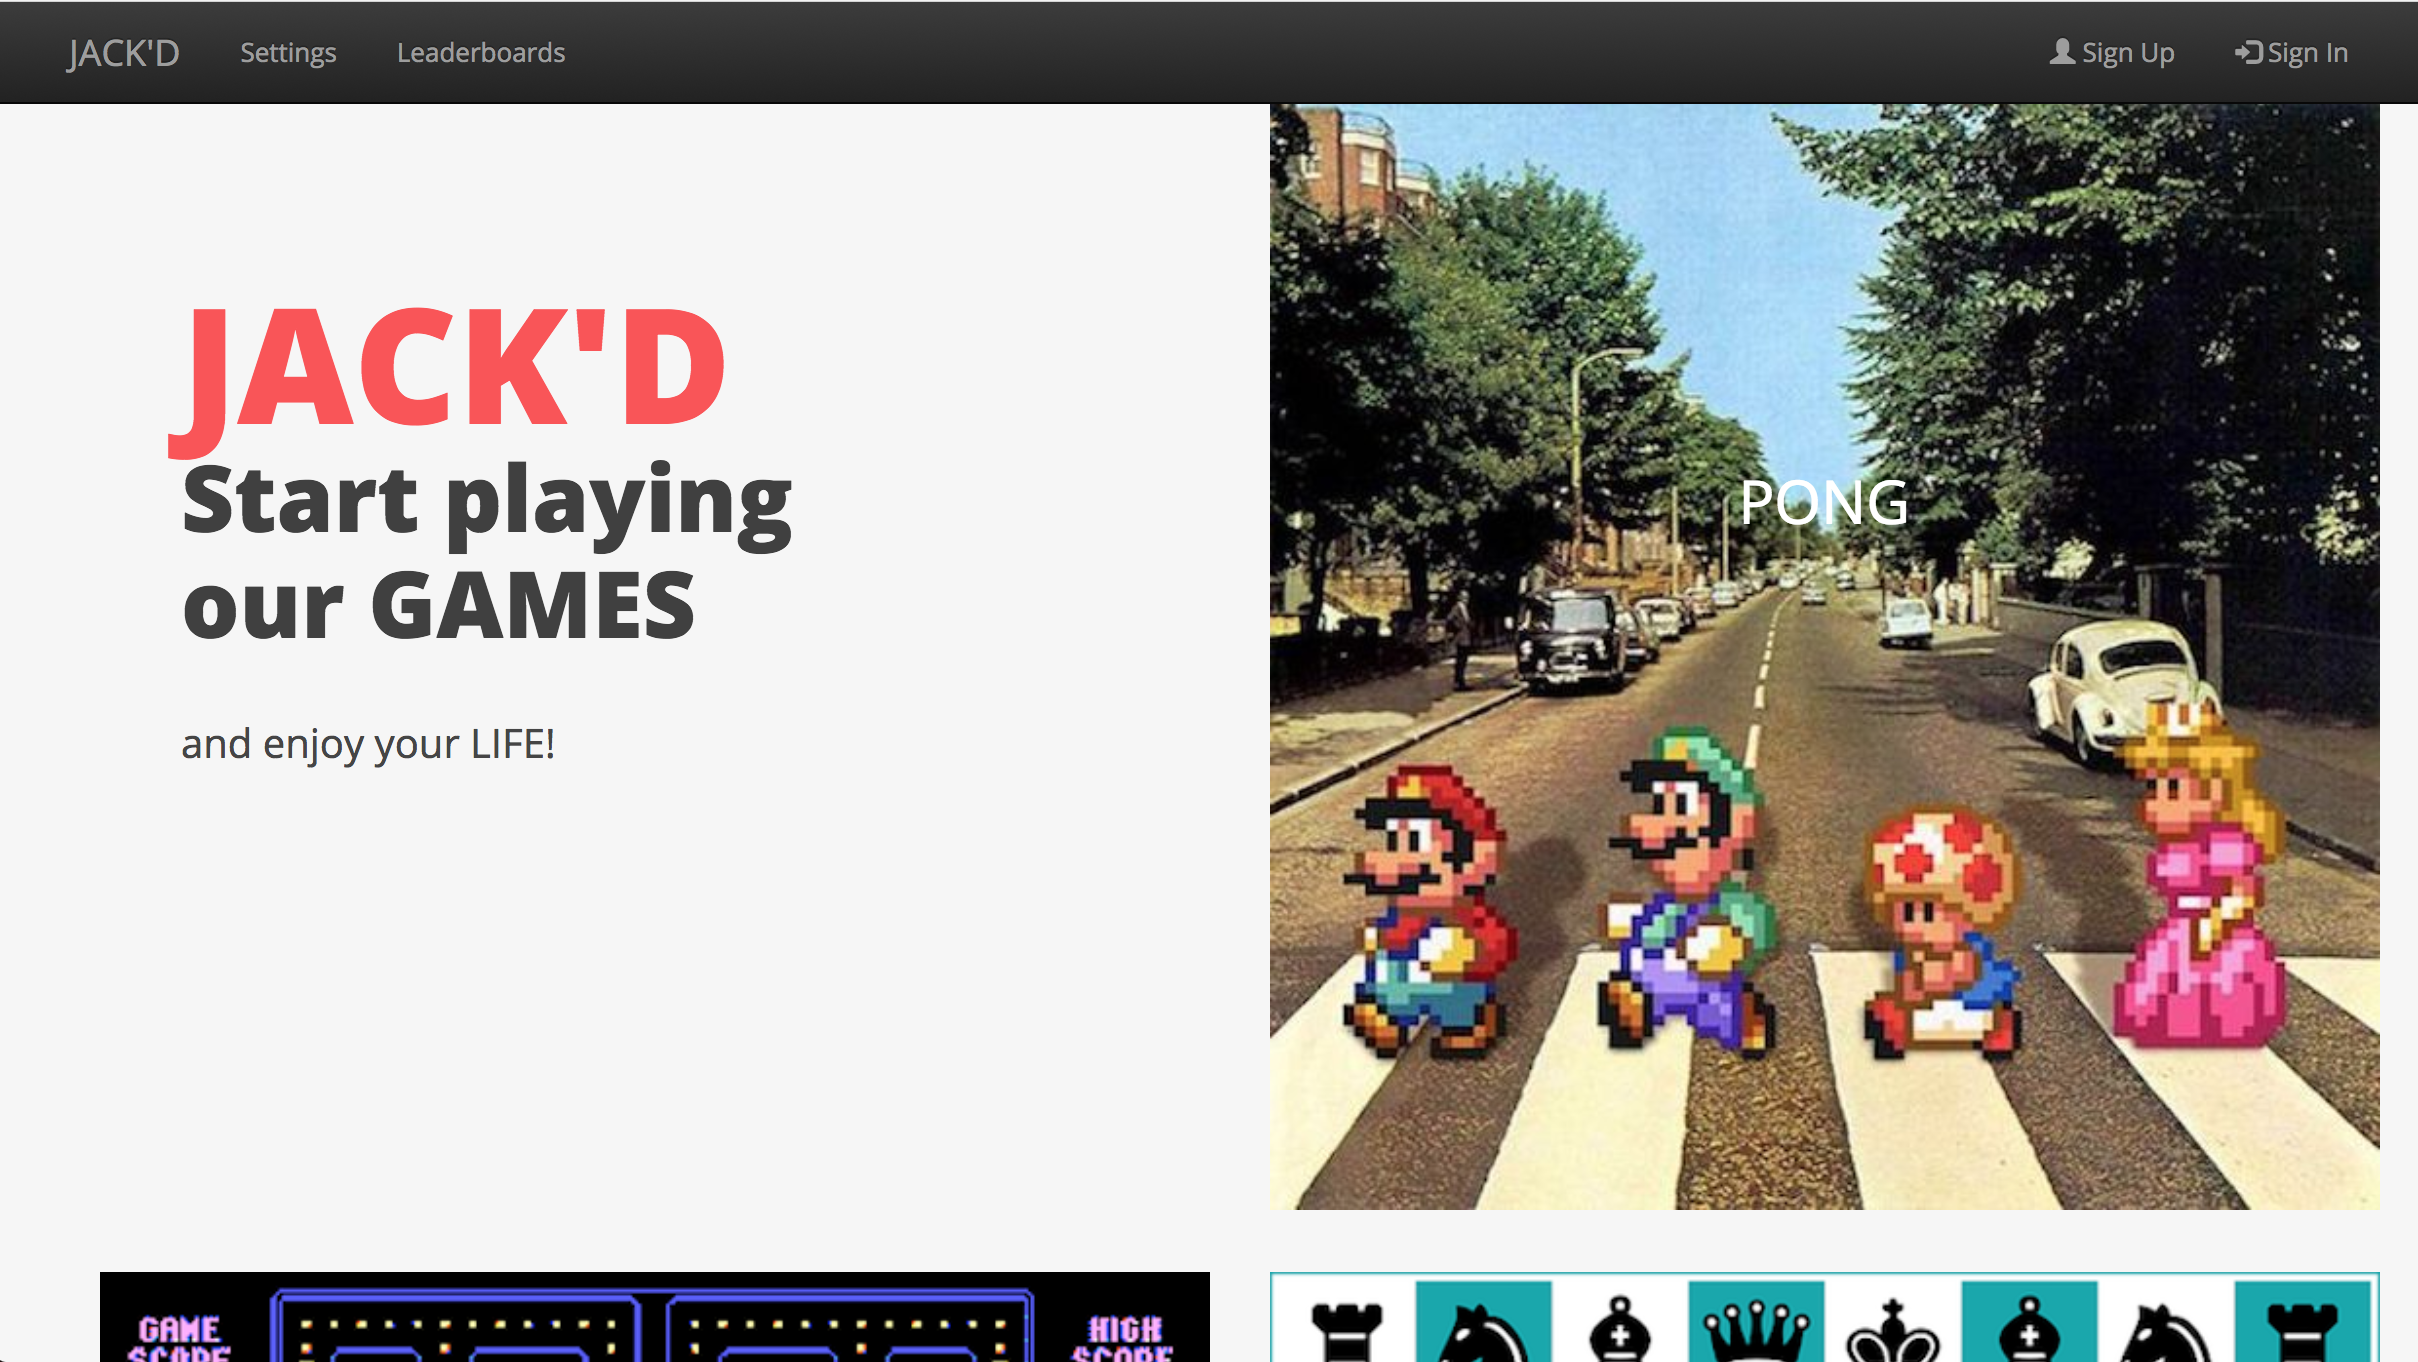 JACK'D Settings Leaderboards Sign Up Sign In
JACK'D
Start playing
our GAMES
and enjoy your LIFE!
PONG
GAME
SCORE
HIGH
SCORE